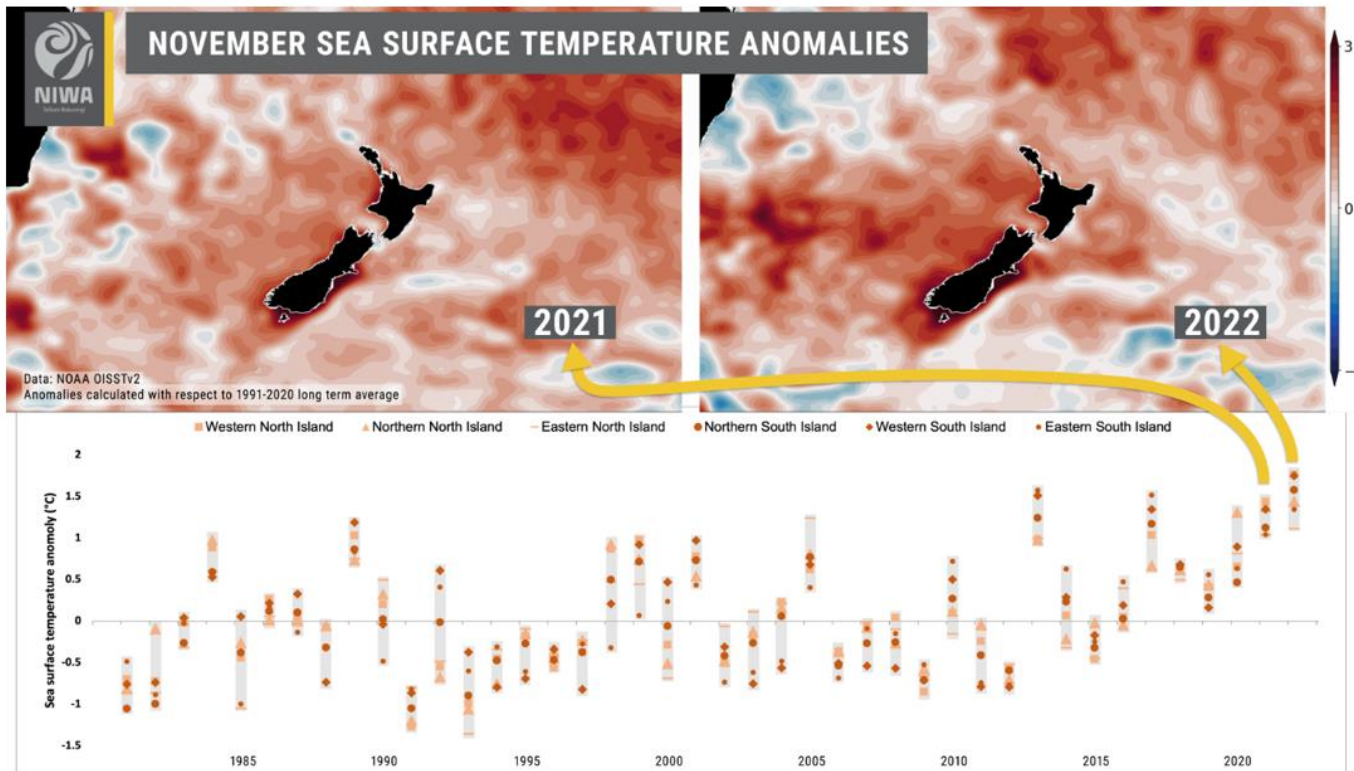 NOVEMBER SEA SURFACE TEMPERATURE ANOMALIES
NIWA
Taihoro Nukurangi
3
0
2021
2022
Data: NOAA OISSTv2
Anomalies calculated with respect to 1991-2020 long term average
Western North Island Northern North Island Eastern North Island Northern South Island Western South Island Eastern South Island
Sea surface temperature anomoly (°C)
2
1.5
1
0.5
0
-0.5
-1
-1.5
1985 1990 1995 2000 2005 2010 2015 2020